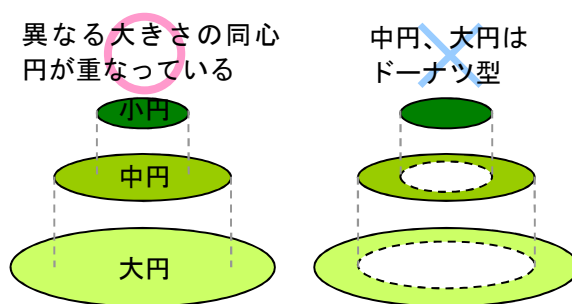 異なる大きさの同心
円が重なっている
中円、大円は
ドーナツ型
小円
中円
大円